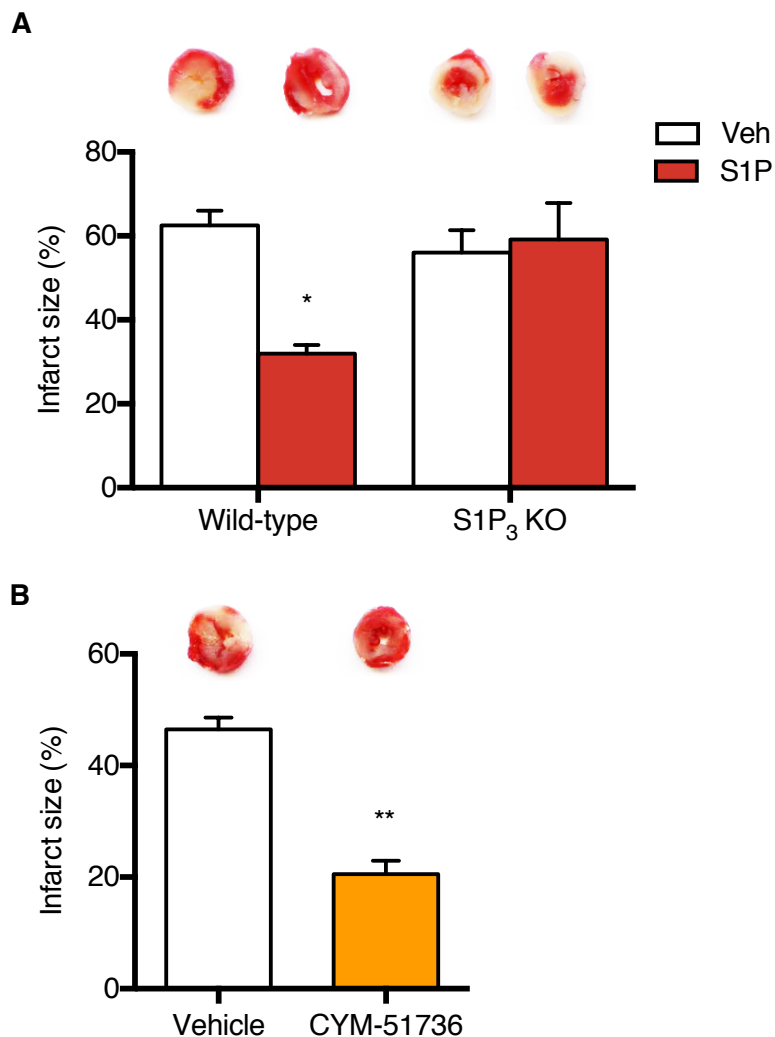 A
Veh
S1P
80
60
40
20
0
Infarct size (%)
*
Wild-type
S1P3 KO
B
60
40
20
0
Infarct size (%)
**
Vehicle
CYM-51736